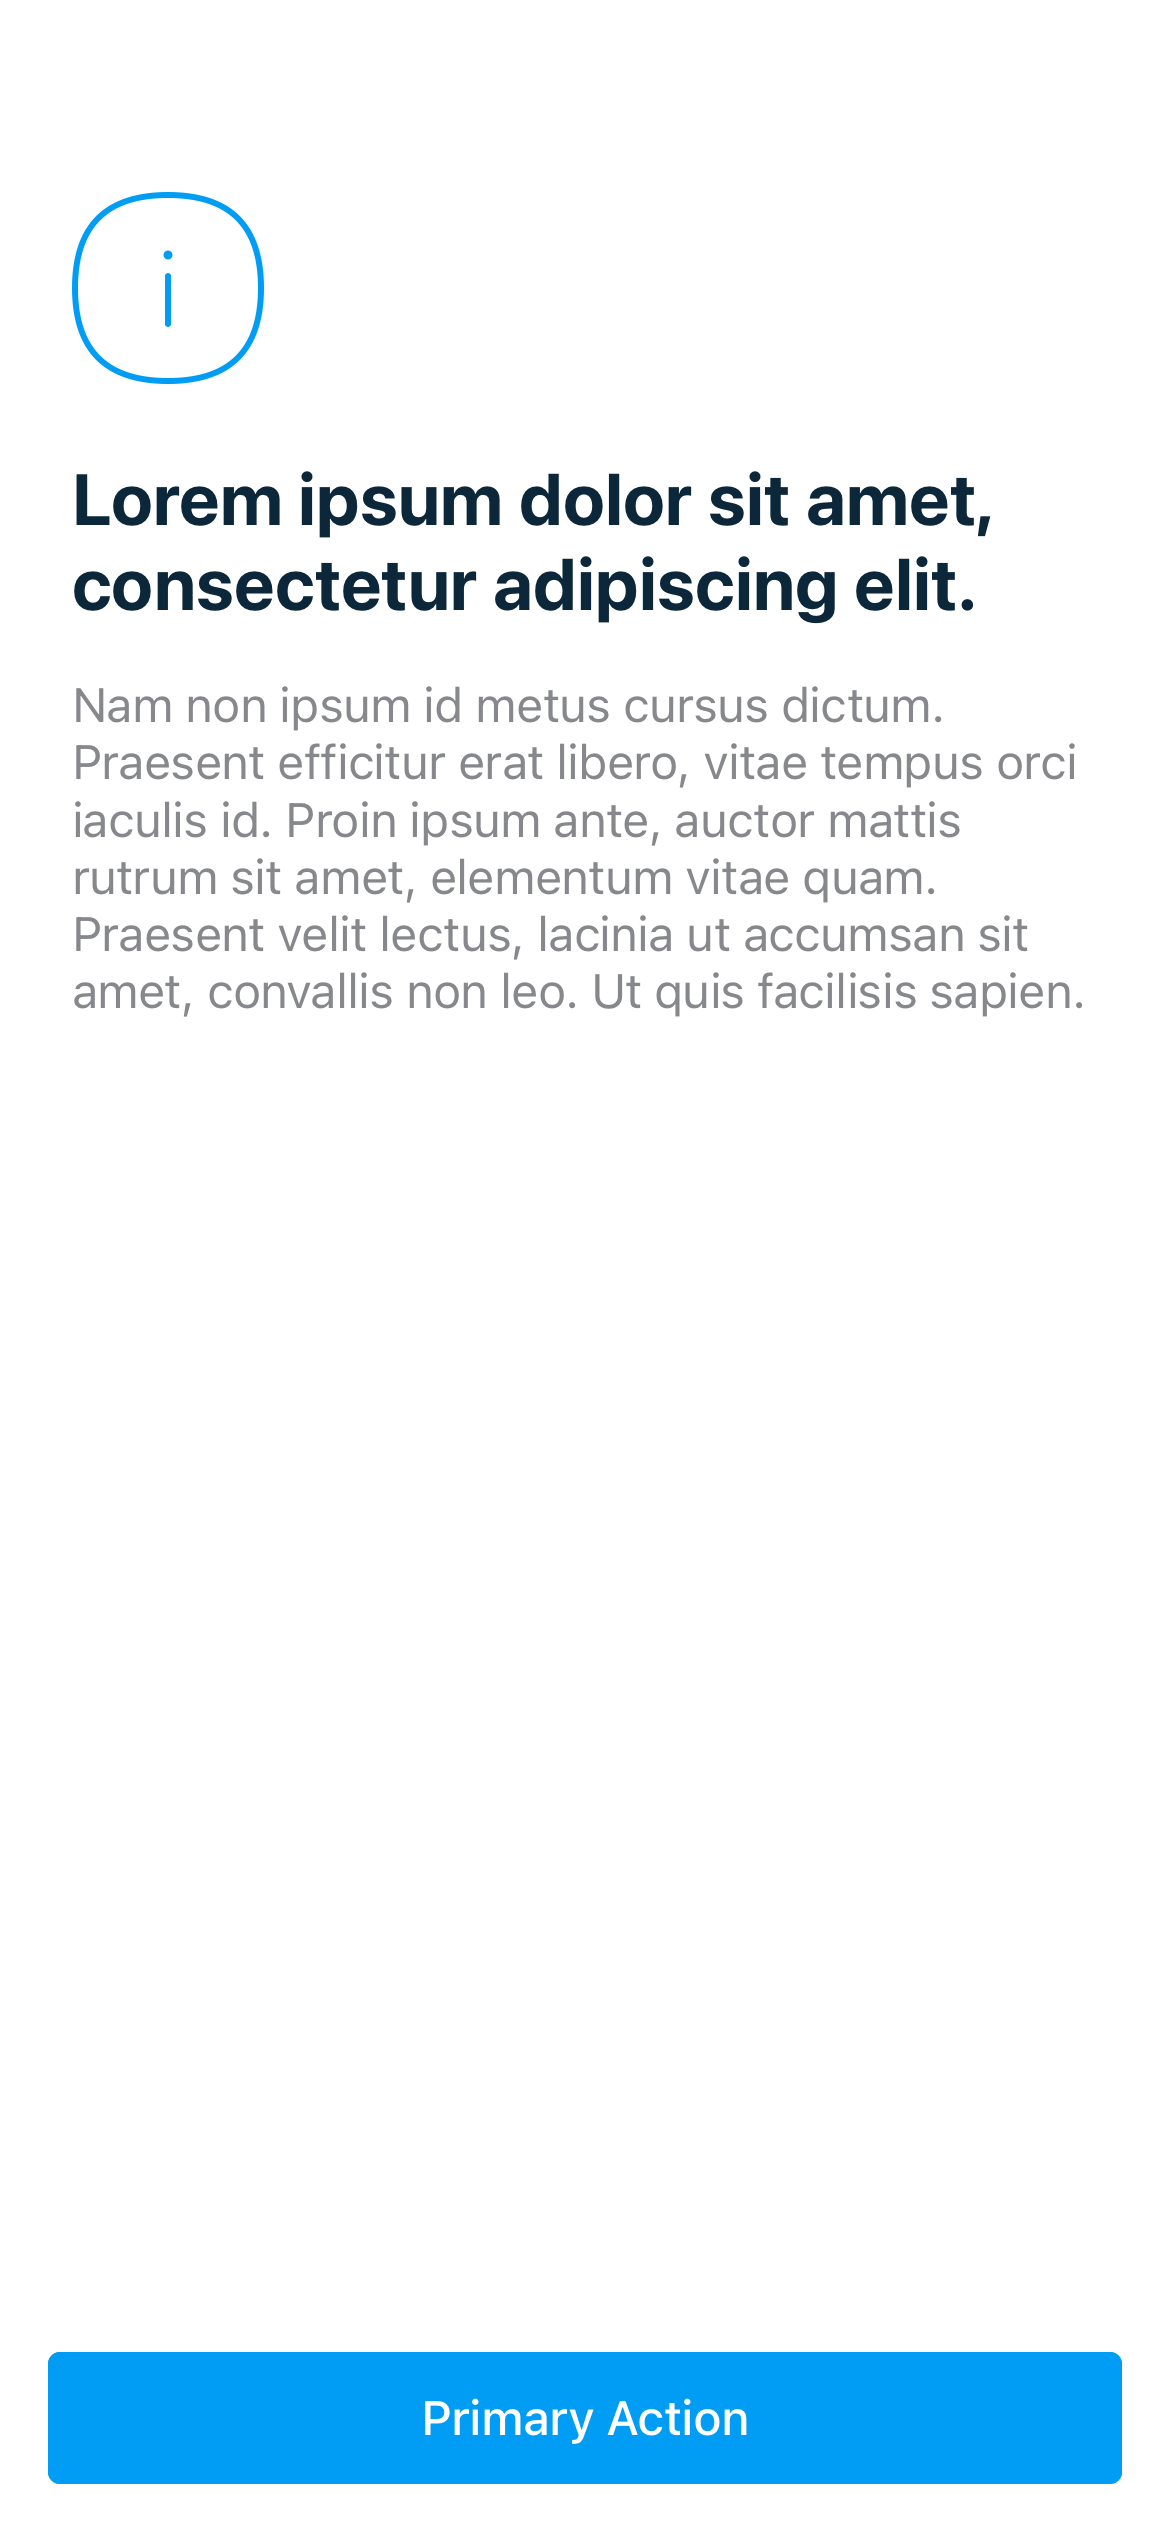 Lorem ipsum dolor sit amet,
consectetur adipiscing elit.
Nam non ipsum id metus cursus dictum.
Praesent efficitur erat libero, vitae tempus orci
iaculis id. Proin ipsum ante, auctor mattis
rutrum sit amet, elementum vitae quam.
Praesent velit lectus, lacinia ut accumsan sit
amet, convallis non leo. Ut quis facilisis sapien.
Primary Action